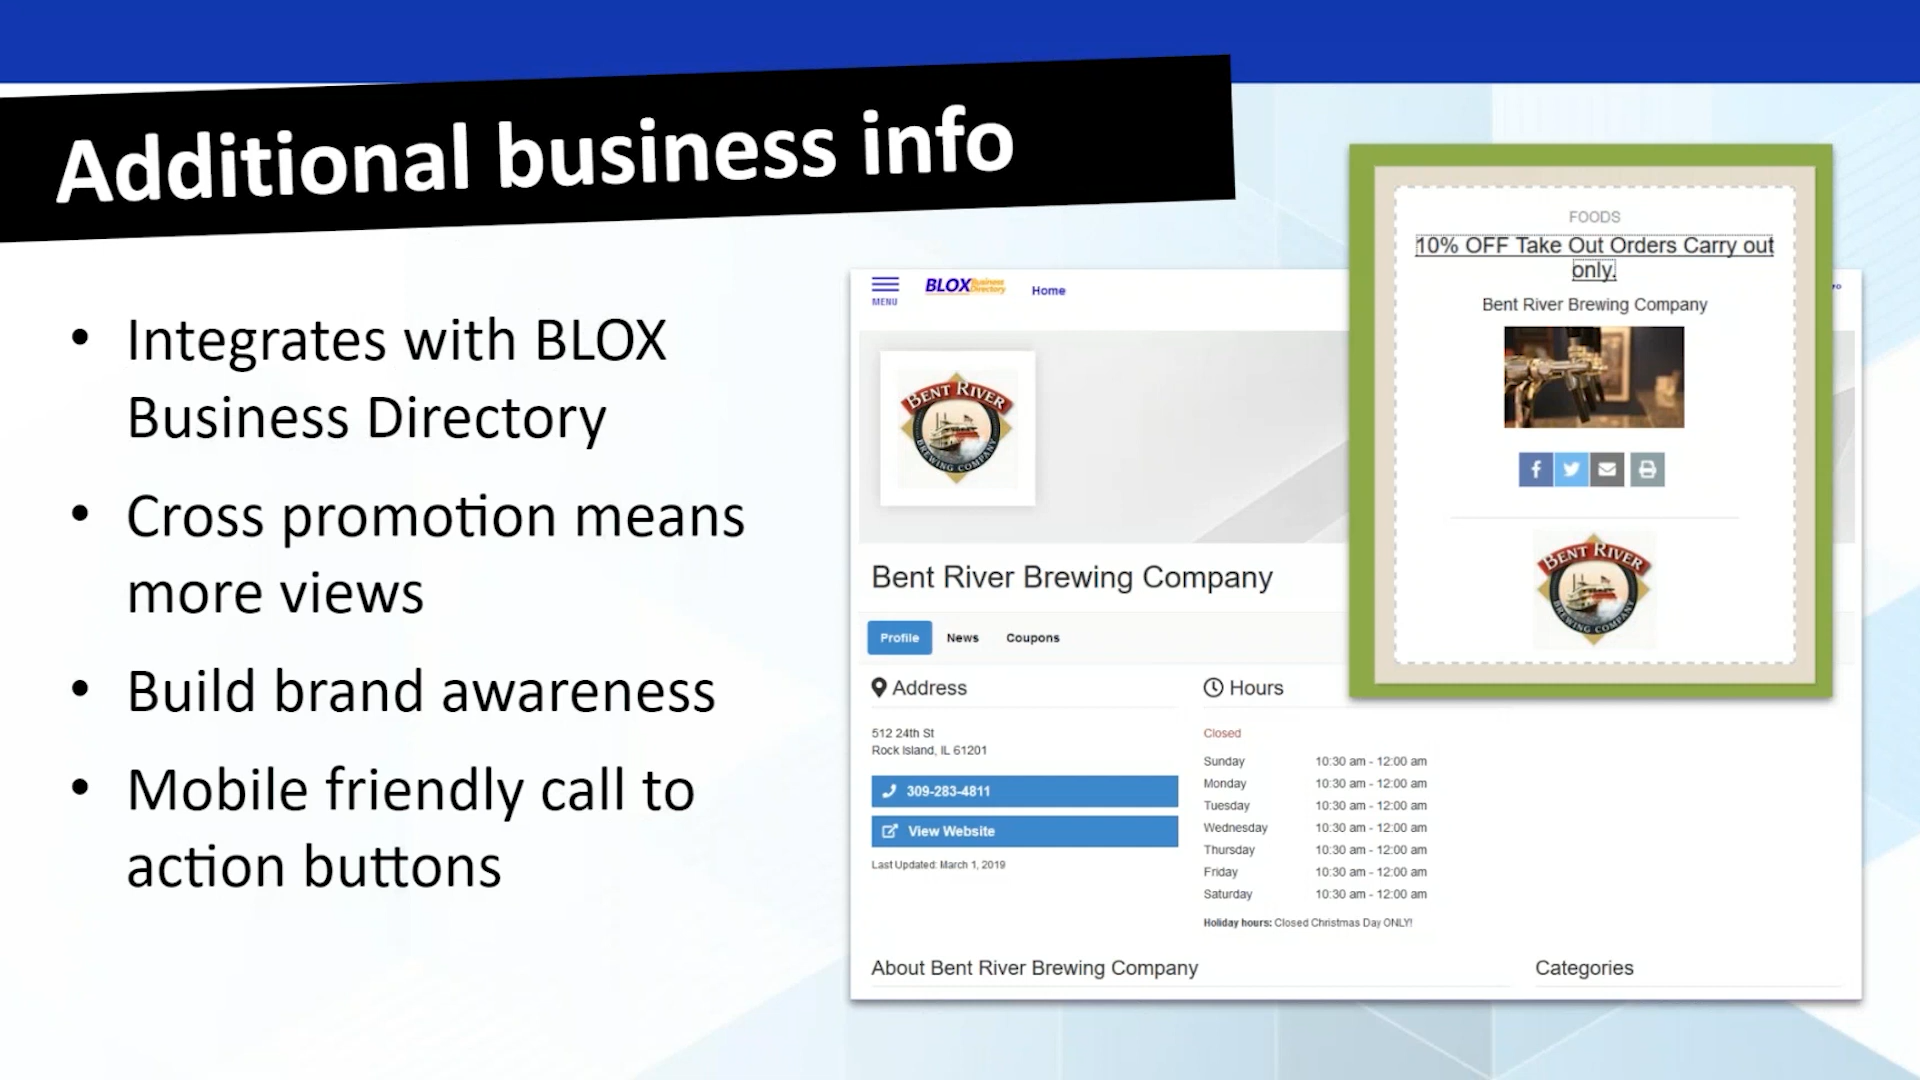 Additional business info
• Integrates with BLOX
Business Directory
• Cross promotion means
more views
• Build brand awareness
• Mobile friendly call to
action buttons
MENU
BLOX Business Directory
Home
BENT RIVER
BREWING COMPANY
Bent River Brewing Company
Profile News Coupons
Address
512 24th St
Rock Island, IL 61201
309-283-4811
View Website
Last Updated: March 1, 2019
Hours
Closed
Sunday 10:30 am - 12:00 am
Monday 10:30 am - 12:00 am
Tuesday 10:30 am - 12:00 am
Wednesday 10:30 am - 12:00 am
Thursday 10:30 am - 12:00 am
Friday 10:30 am - 12:00 am
Saturday 10:30 am - 12:00 am
Holiday hours: Closed Christmas Day ONLY!
About Bent River Brewing Company
Categories
FOODS
10% OFF Take Out Orders Carry out
only.
Bent River Brewing Company
BENT RIVER
BREWING COMPANY